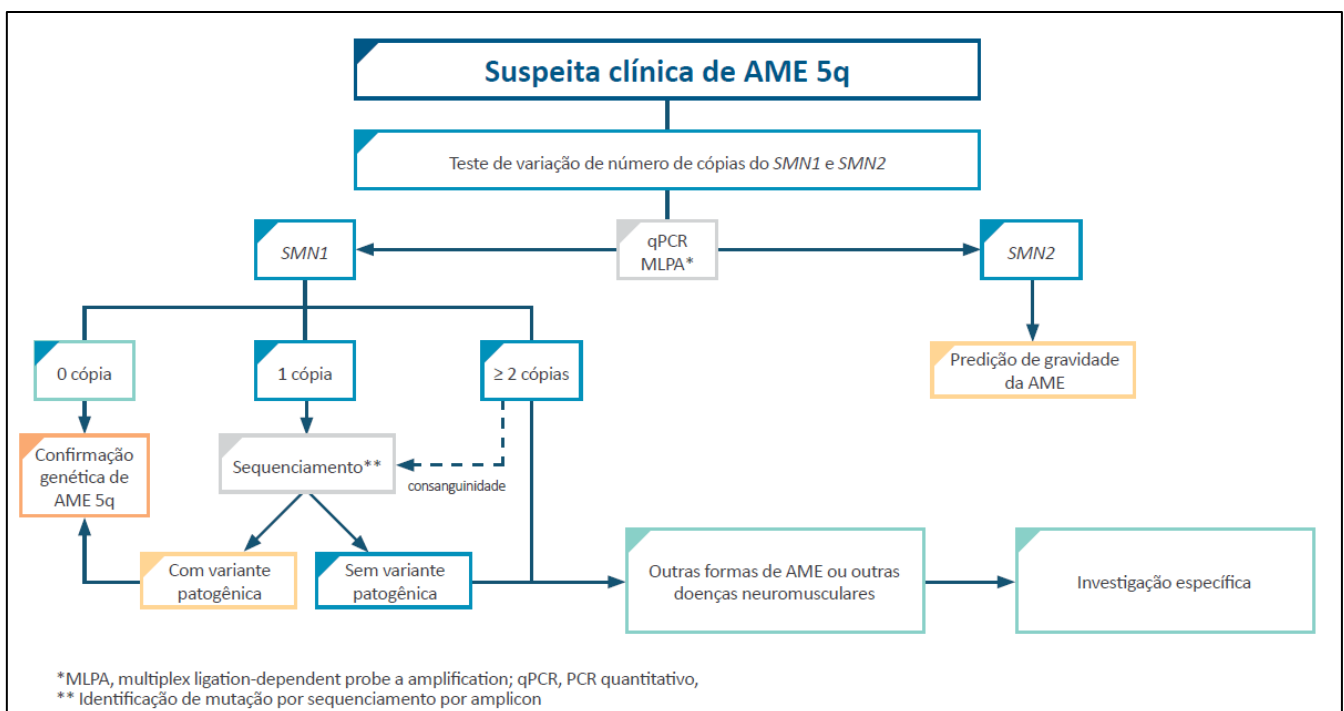 Suspeita clínica de AME 5q
Teste de variação de número de cópias do SMN1 e SMN2
SMN1
qPCR
MLPA*
SMN2
0 cópia
1 cópia
≥ 2 cópias
Predição de gravidade
da AME
Confirmação
genética de
AME 5q
Sequenciamento**
consanguinidade
Com variante
patogênica
Sem variante
patogênica
Outras formas de AME ou outras
doenças neuromusculares
Investigação específica
*MLPA, multiplex ligation-dependent probe a amplification; qPCR, PCR quantitativo,
** Identificação de mutação por sequenciamento por amplicon